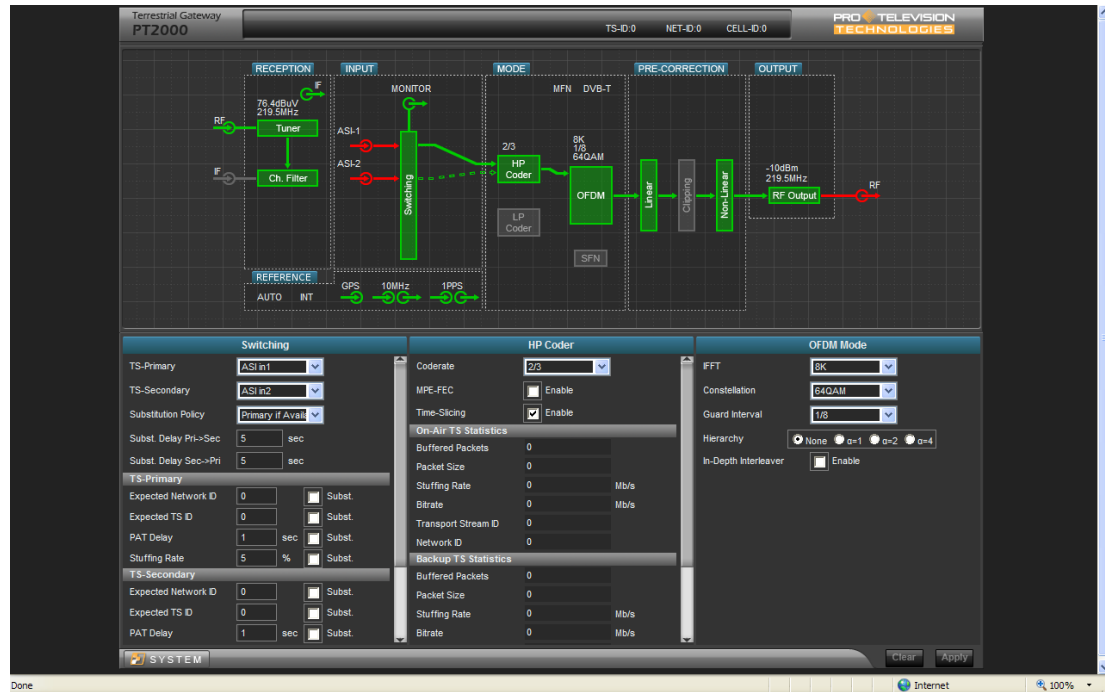 Terrestrial Gateway
PT2000
TS-ID:0 NET-ID:0 CELL-ID:0
PRO TELEVISION
TECHNOLOGIES
RECEPTION INPUT MODE PRE-CORRECTION OUTPUT
IF
MONITOR
MFN DVB-T
76.4dBuV
219.5MHz
RF
Tuner
ASI-1
2/3
8K
1/8
64QAM
IF
Ch. Filter
ASI-2
Switching
HP
Coder
OFDM
Linear
Clipping
Non-Linear
-10dBm
219.5MHz
RF Output
RF
LP
Coder
SFN
REFERENCE
AUTO INT
GPS 10MHz 1PPS
Switching
TS-Primary ASI in1
TS-Secondary ASI in2
Substitution Policy Primary if Availa
Subst. Delay Pri->Sec 5 sec
Subst. Delay Sec->Pri 5 sec
TS-Primary
Expected Network ID 0 Subst.
Expected TS ID 0 Subst.
PAT Delay 1 sec Subst.
Stuffing Rate 5 % Subst.
TS-Secondary
Expected Network ID 0 Subst.
Expected TS ID 0 Subst.
PAT Delay 1 sec Subst.
HP Coder
Coderate 2/3
MPE-FEC Enable
Time-Slicing Enable
On-Air TS Statistics
Buffered Packets 0
Packet Size 0
Stuffing Rate 0 Mb/s
Bitrate 0 Mb/s
Transport Stream ID 0
Network ID 0
Backup TS Statistics
Buffered Packets 0
Packet Size 0
Stuffing Rate 0 Mb/s
Bitrate 0 Mb/s
OFDM Mode
IFFT 8K
Constellation 64QAM
Guard Interval 1/8
Hierarchy None α=1 α=2 α=4
In-Depth Interleaver Enable
SYSTEM
Clear Apply
Done
Internet
100%